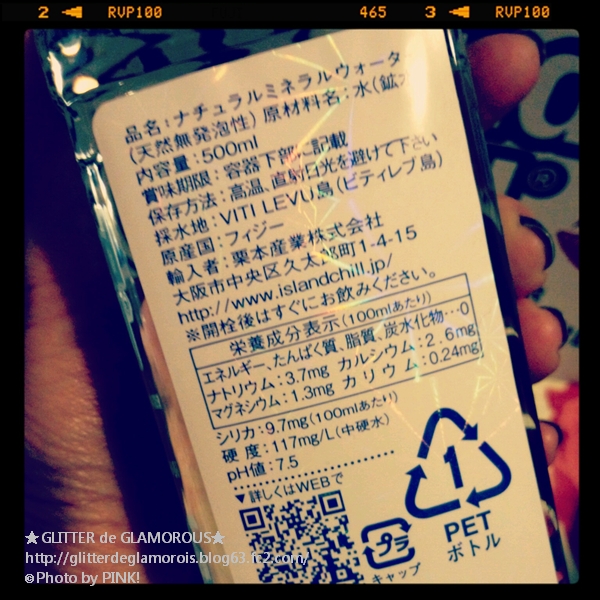 2 RVP100 465 3 RVP100
品名:ナチュラルミネラルウォータ
(天然無発泡性) 原材料名:水(鉱
内容量:500ml
賞味期限:容器下部に記載
保存方法:高温、直射日光を避けて下さい
採水地:VITI LEVU島(ビティレブ島)
原産国:フィジー
輸入者:栗本産業株式会社
大阪市中央区久太郎町1-4-15
http://www.islandchill.jp/
※開栓後はすぐにお飲みください。
栄養成分表示(100mlあたり)
エネルギー、たんぱく質、脂質、炭水化物…0
ナトリウム:3.7mg カルシウム:2.6mg
マグネシウム:1.3mg カリウム:0.24mg
シリカ:9.7mg(100mlあたり)
硬度:117mg/L(中硬水)
pH値:7.5
▼詳しくはWEBで
1
PET
ボトル
プラ
キャップ
®
★GLITTER de GLAMOROUS★
http://glitterdeglamorois.blog63.fc2.com/
©Photo by PINK!